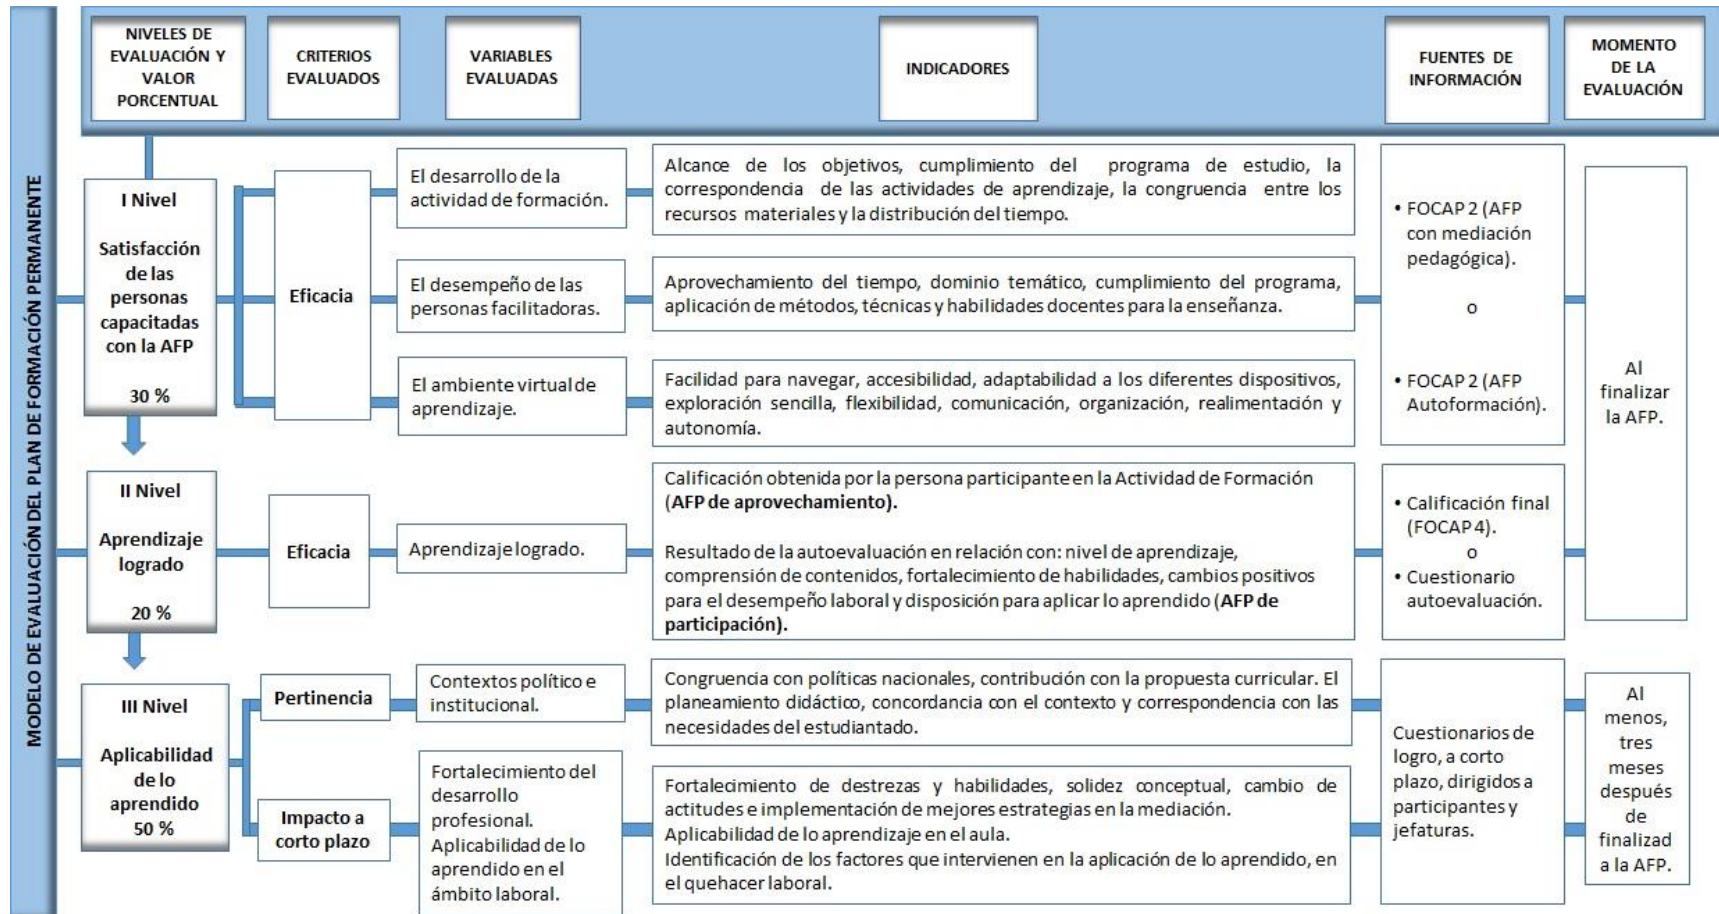 MODELO DE EVALUACIÓN DEL PLAN DE FORMACIÓN PERMANENTE
NIVELES DE
EVALUACIÓN Y
VALOR
PORCENTUAL
CRITERIOS
EVALUADOS
VARIABLES
EVALUADAS
INDICADORES
FUENTES DE
INFORMACIÓN
MOMENTO
DE LA
EVALUACIÓN
I Nivel
Satisfacción
de las
personas
capacitadas
con la AFP
30 %
Eficacia
El desarrollo de la
actividad de formación.
Alcance de los objetivos, cumplimiento del programa de estudio, la
correspondencia de las actividades de aprendizaje, la congruencia entre los
recursos materiales y la distribución del tiempo.
El desempeño de las
personas facilitadoras.
Aprovechamiento del tiempo, dominio temático, cumplimiento del programa,
aplicación de métodos, técnicas y habilidades docentes para la enseñanza.
El ambiente virtual de
aprendizaje.
Facilidad para navegar, accesibilidad, adaptabilidad a los diferentes dispositivos,
exploración sencilla, flexibilidad, comunicación, organización, realimentación y
autonomía.
• FOCAP 2 (AFP
con mediación
pedagógica).
o
• FOCAP 2 (AFP
Autoformación).
Al
finalizar
la AFP.
II Nivel
Aprendizaje
logrado
20 %
Eficacia
Aprendizaje logrado.
Calificación obtenida por la persona participante en la Actividad de Formación
(AFP de aprovechamiento).
Resultado de la autoevaluación en relación con: nivel de aprendizaje,
comprensión de contenidos, fortalecimiento de habilidades, cambios positivos
para el desempeño laboral y disposición para aplicar lo aprendido (AFP de
participación).
• Calificación final
(FOCAP 4).
o
• Cuestionario
autoevaluación.
III Nivel
Aplicabilidad
de lo
aprendido
50 %
Pertinencia
Contextos político e
institucional.
Congruencia con políticas nacionales, contribución con la propuesta curricular. El
planeamiento didáctico, concordancia con el contexto y correspondencia con las
necesidades del estudiantado.
Impacto a
corto plazo
Fortalecimiento del
desarrollo
profesional.
Aplicabilidad de lo
aprendido en el
ámbito laboral.
Fortalecimiento de destrezas y habilidades, solidez conceptual, cambio de
actitudes e implementación de mejores estrategias en la mediación.
Aplicabilidad de lo aprendizaje en el aula.
Identificación de los factores que intervienen en la aplicación de lo aprendido, en
el quehacer laboral.
Cuestionarios de
logro, a corto
plazo, dirigidos a
participantes y
jefaturas.
Al
menos,
tres
meses
después
de
finalizad
a la AFP.